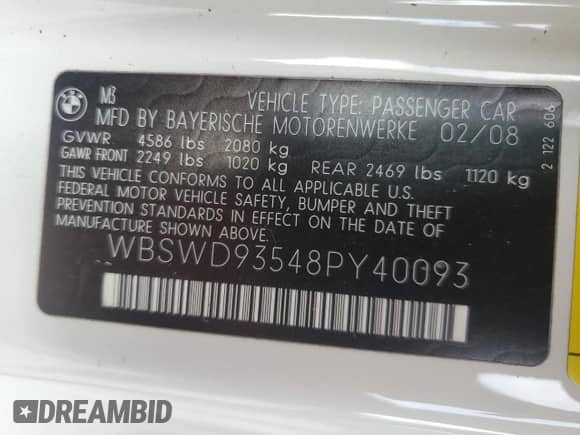 BMW M3
VEHICLE TYPE: PASSENGER CAR
MFD BY BAYERISCHE MOTORENWERKE 02/08
GVWR 4586 lbs 2080 kg
GAWR FRONT 2249 lbs 1020 kg REAR 2469 lbs 1120 kg
THIS VEHICLE CONFORMS TO ALL APPLICABLE U.S.
FEDERAL MOTOR VEHICLE SAFETY, BUMPER AND THEFT
PREVENTION STANDARDS IN EFFECT ON THE DATE OF
MANUFACTURE SHOWN ABOVE.
WBSWD93548PY40093
2 122 606
DREAMBID